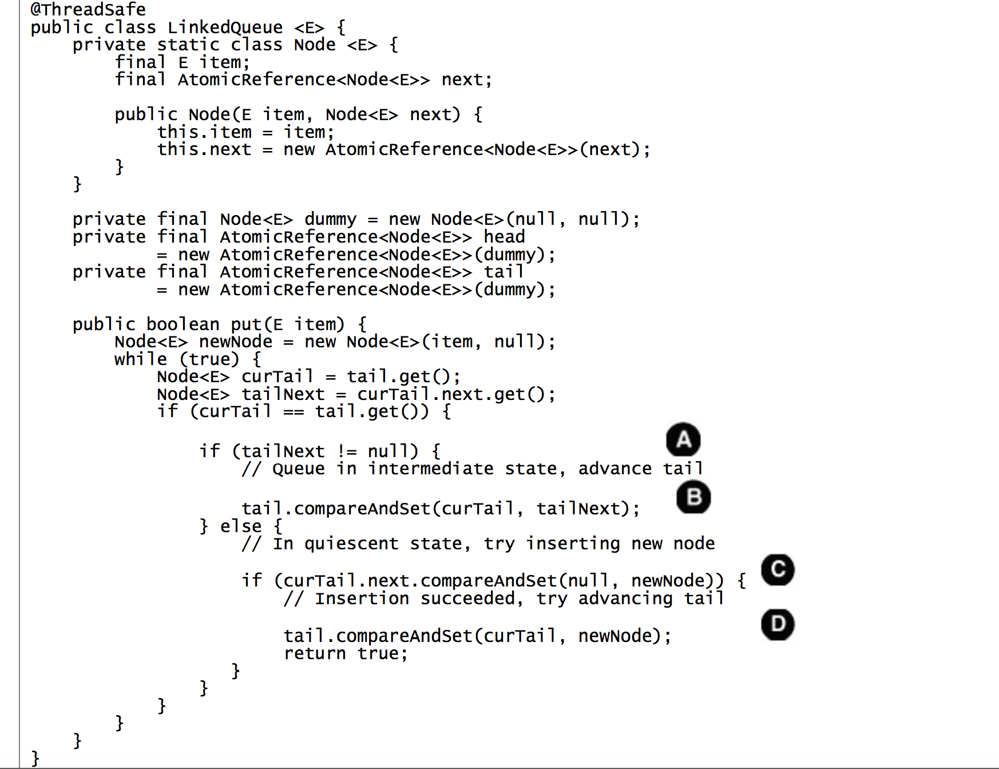 @ThreadSafe
public class LinkedQueue <E> {
    private static class Node <E> {
        final E item;
        final AtomicReference<Node<E>> next;

        public Node(E item, Node<E> next) {
            this.item = item;
            this.next = new AtomicReference<Node<E>>(next);
        }
    }

    private final Node<E> dummy = new Node<E>(null, null);
    private final AtomicReference<Node<E>> head
            = new AtomicReference<Node<E>>(dummy);
    private final AtomicReference<Node<E>> tail
            = new AtomicReference<Node<E>>(dummy);

    public boolean put(E item) {
        Node<E> newNode = new Node<E>(item, null);
        while (true) {
            Node<E> curTail = tail.get();
            Node<E> tailNext = curTail.next.get();
            if (curTail == tail.get()) {
A
                if (tailNext != null) {
                    // Queue in intermediate state, advance tail
B
                    tail.compareAndSet(curTail, tailNext);
                } else {
                    // In quiescent state, try inserting new node
C
                    if (curTail.next.compareAndSet(null, newNode)) {
                        // Insertion succeeded, try advancing tail
D
                        tail.compareAndSet(curTail, newNode);
                        return true;
                   }
                }
            }
        }
    }
}